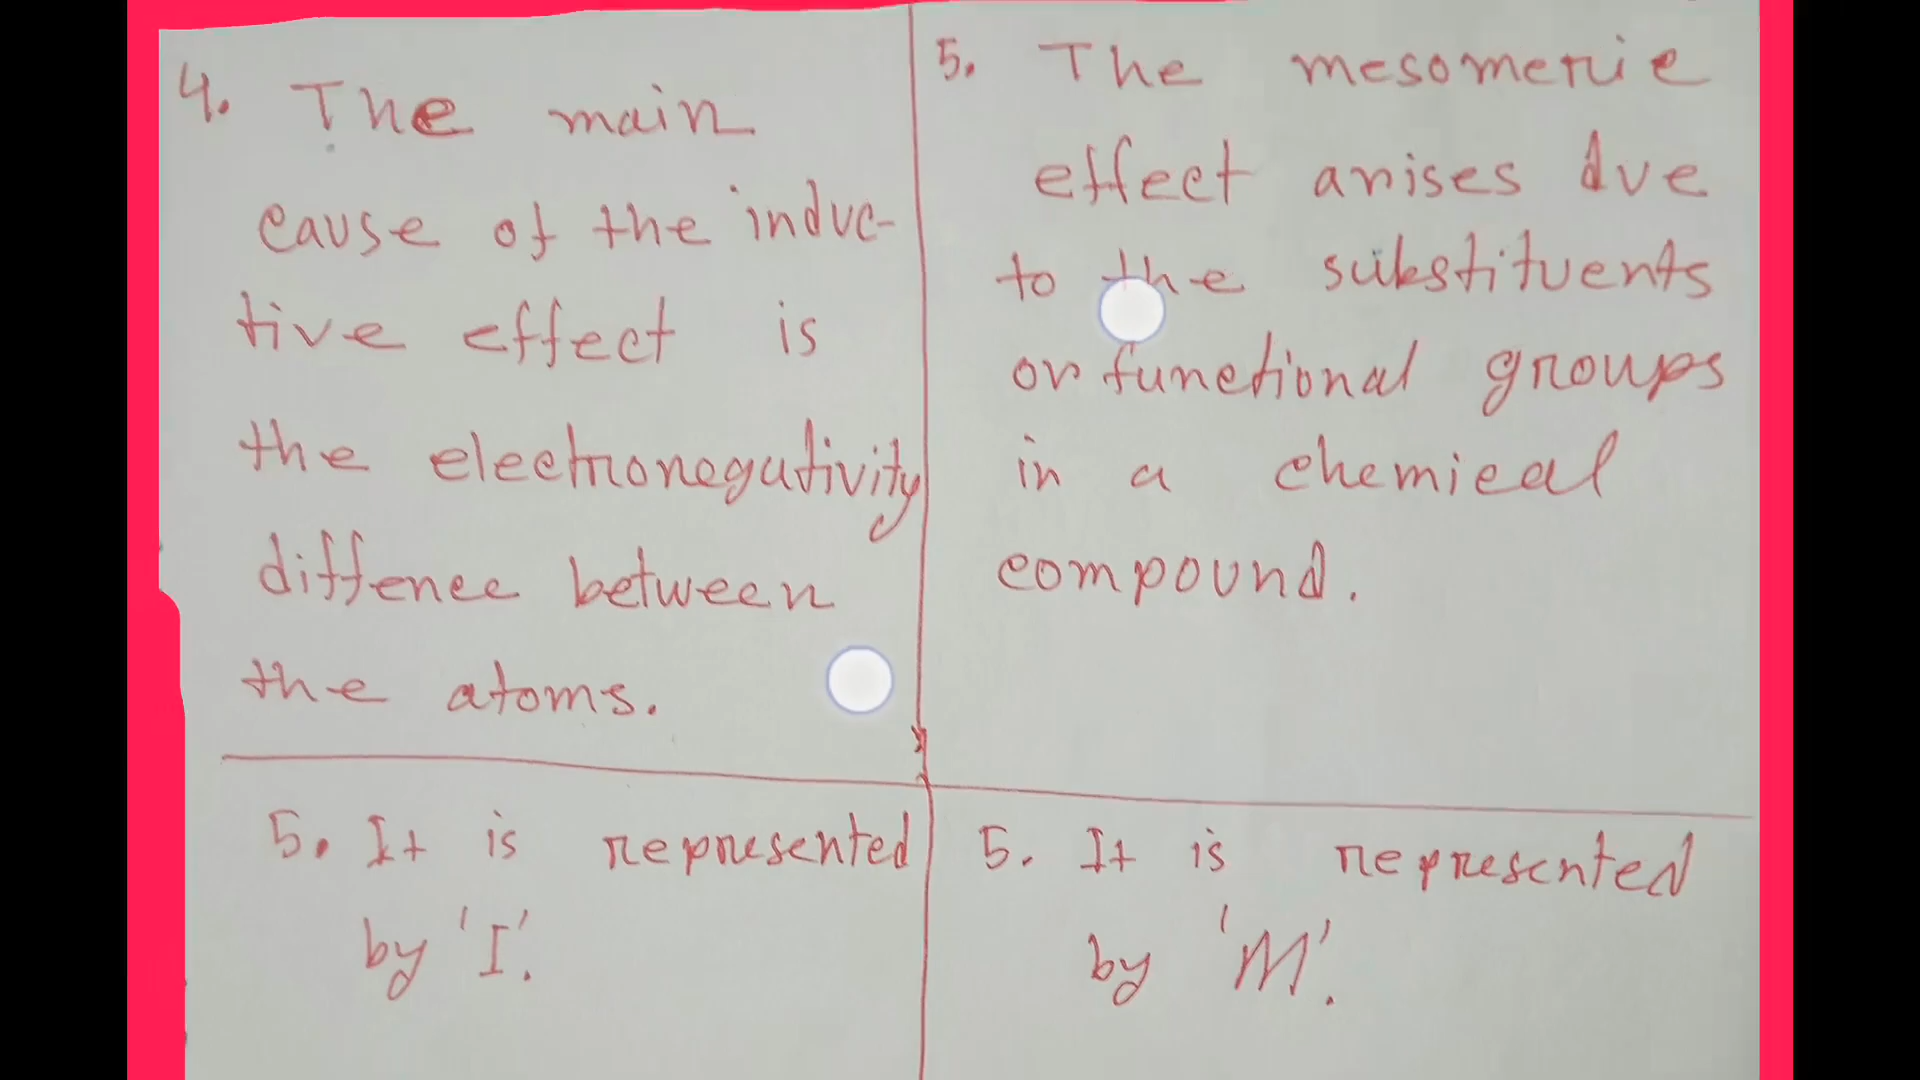 4. The main
cause of the induc-
tive effect is
the electronegativity
diffence between
the atoms.
5. The mesomeric
effect arises due
to the substituents
or functional groups
in a chemical
compound.
5. It is represented
by 'I'.
5. It is represented
by 'M'.